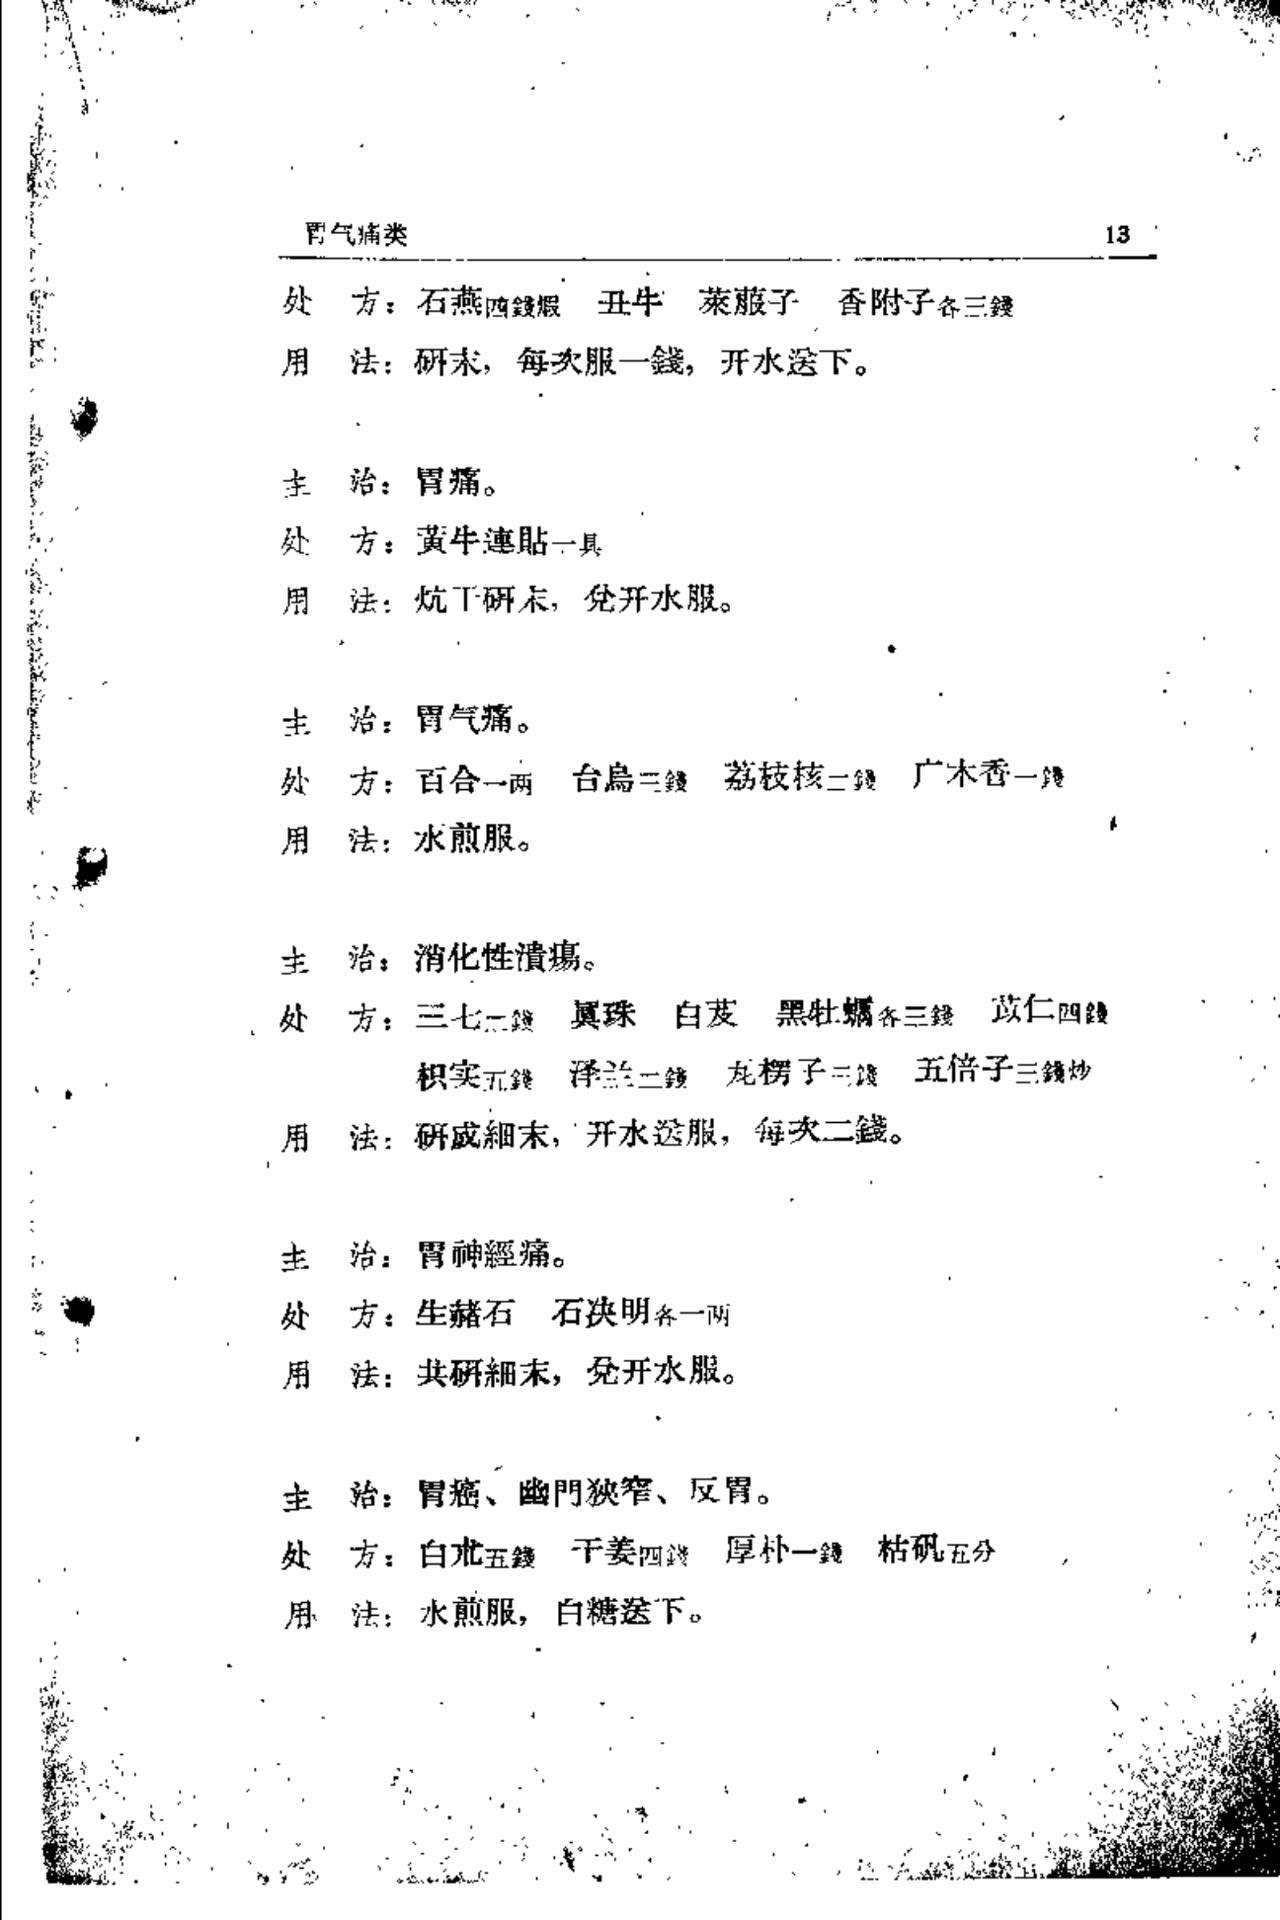 胃气痛类 13
处 方：石燕四錢煆 丑牛 萊菔子 香附子各三錢
用 法：研末，每次服一錢，开水送下。
主 治：胃痛。
处 方：黃牛連貼一具
用 法：炕干研末，兌开水服。
主 治：胃气痛。
处 方：百合一两 台烏三錢 荔枝核二錢 广木香一錢
用 法：水煎服。
主 治：消化性潰瘍。
处 方：三七二錢 眞珠 白芨 黑牡蠣各三錢 苡仁四錢
枳实五錢 泽兰二錢 瓦楞子三錢 五倍子三錢炒
用 法：研成細末，开水送服，每次二錢。
主 治：胃神經痛。
处 方：生赭石 石决明各一两
用 法：共研細末，兌开水服。
主 治：胃癌、幽門狹窄、反胃。
处 方：白朮五錢 干姜四錢 厚朴一錢 枯矾五分
用 法：水煎服，白糖送下。